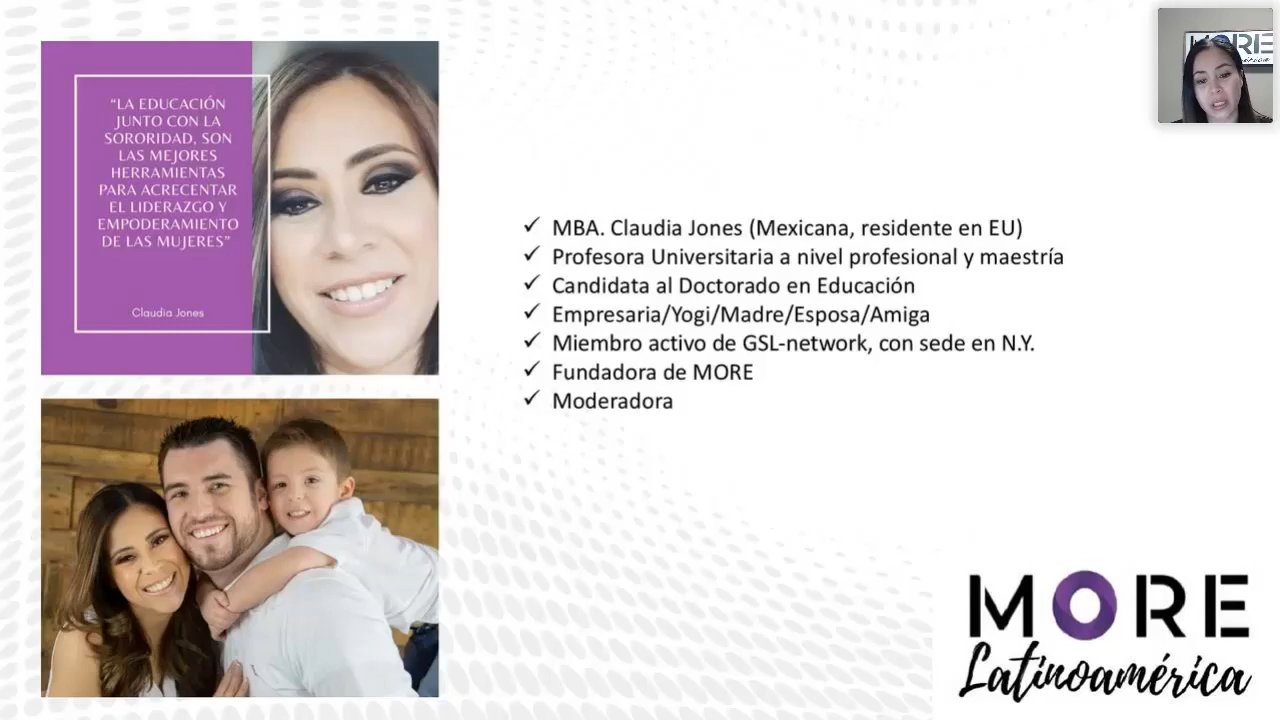 “LA EDUCACIÓN
JUNTO CON LA
SORORIDAD, SON
LAS MEJORES
HERRAMIENTAS
PARA ACRECENTAR
EL LIDERAZGO Y
EMPODERAMIENTO
DE LAS MUJERES”
Claudia Jones
✓ MBA. Claudia Jones (Mexicana, residente en EU)
✓ Profesora Universitaria a nivel profesional y maestría
✓ Candidata al Doctorado en Educación
✓ Empresaria/Yogi/Madre/Esposa/Amiga
✓ Miembro activo de GSL-network, con sede en N.Y.
✓ Fundadora de MORE
✓ Moderadora
MORE
Latinoamérica
MORE